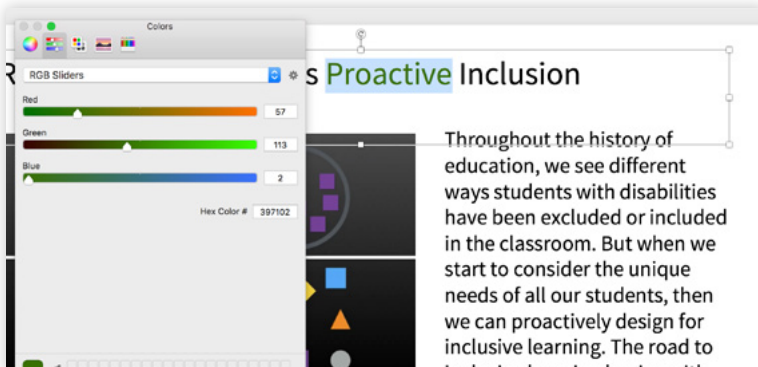 Colors
RGB Sliders
Red
57
Green
113
Blue
2
Hex Color # 397102
s Proactive Inclusion
Throughout the history of
education, we see different
ways students with disabilities
have been excluded or included
in the classroom. But when we
start to consider the unique
needs of all our students, then
we can proactively design for
inclusive learning. The road to